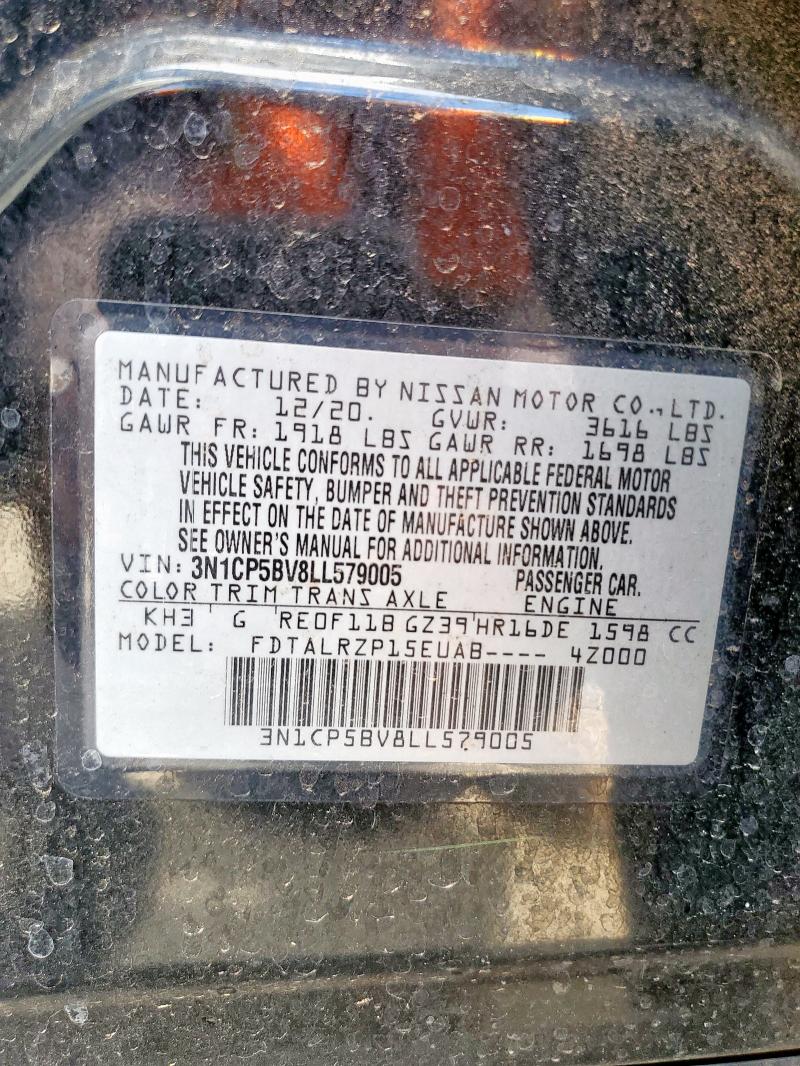 MANUFACTURED BY NISSAN MOTOR CO.,LTD.
DATE: 12/20. GVWR: 3616 LBS
GAWR FR: 1918 LBS GAWR RR: 1698 LBS
THIS VEHICLE CONFORMS TO ALL APPLICABLE FEDERAL MOTOR
VEHICLE SAFETY, BUMPER AND THEFT PREVENTION STANDARDS
IN EFFECT ON THE DATE OF MANUFACTURE SHOWN ABOVE.
SEE OWNER'S MANUAL FOR ADDITIONAL INFORMATION.
VIN: 3N1CP5BV8LL579005 PASSENGER CAR.
COLOR TRIM TRANS AXLE ENGINE
KH3 G RE0F11B GZ39 HR16DE 1598 CC
MODEL: FDTALRZP15EUAB---- 4Z000
3N1CP5BV8LL579005